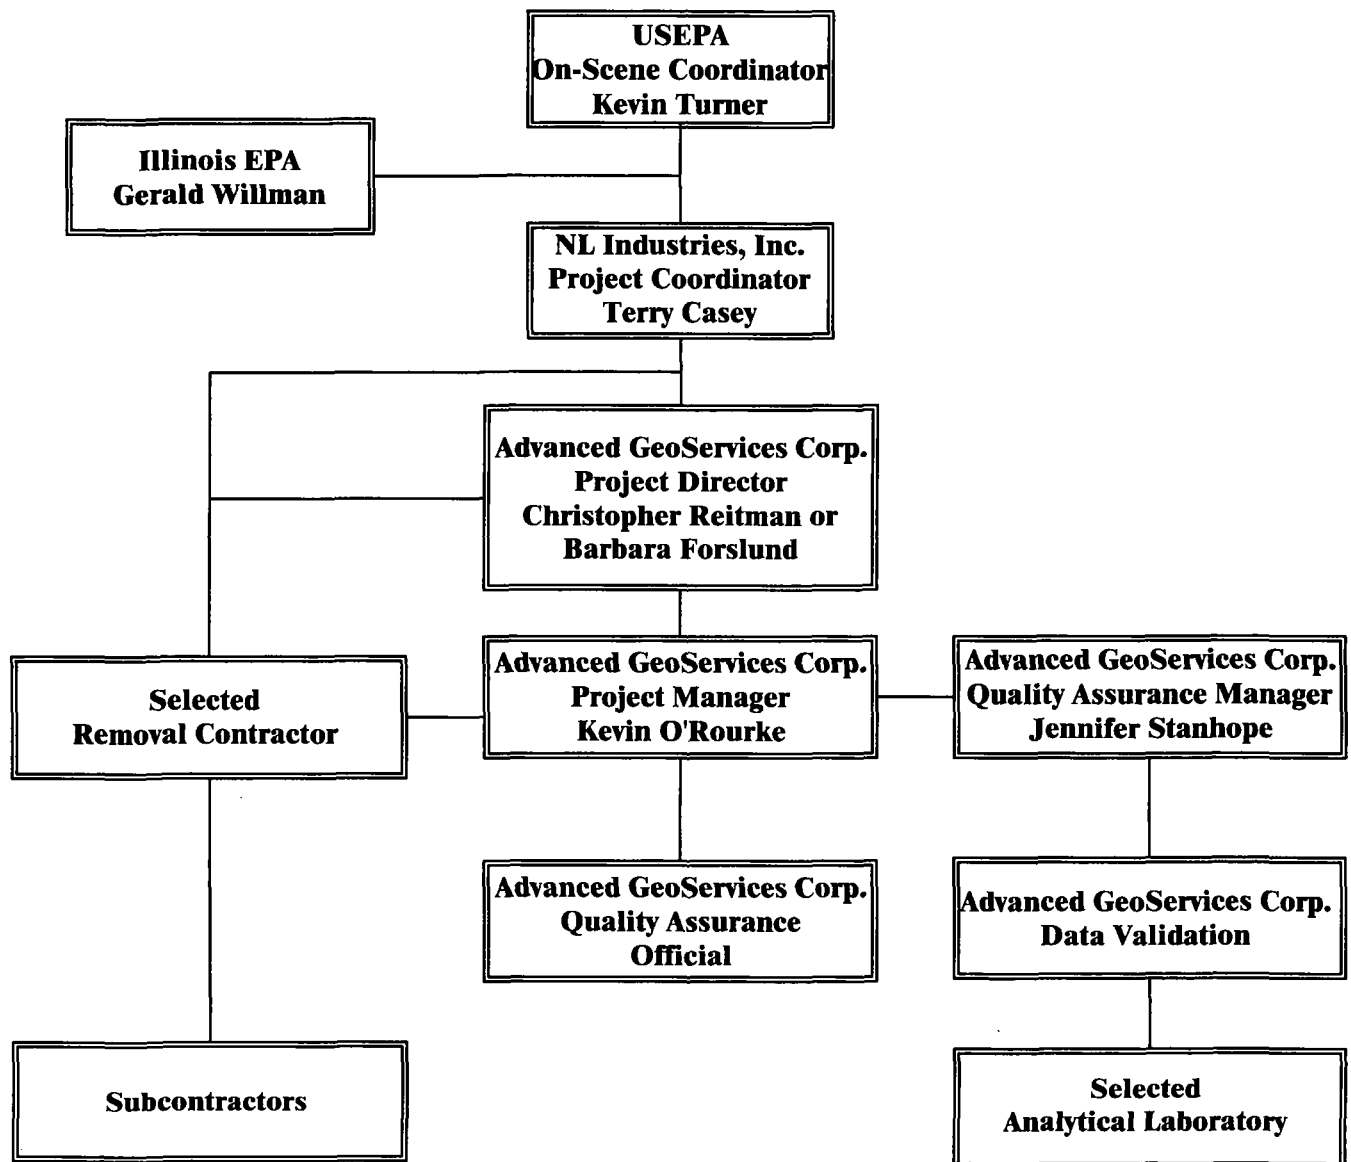 USEPA
On-Scene Coordinator
Kevin Turner
Illinois EPA
Gerald Willman
NL Industries, Inc.
Project Coordinator
Terry Casey
Advanced GeoServices Corp.
Project Director
Christopher Reitman or
Barbara Forslund
Selected
Removal Contractor
Advanced GeoServices Corp.
Project Manager
Kevin O'Rourke
Advanced GeoServices Corp.
Quality Assurance Manager
Jennifer Stanhope
Advanced GeoServices Corp.
Quality Assurance
Official
Advanced GeoServices Corp.
Data Validation
Subcontractors
Selected
Analytical Laboratory